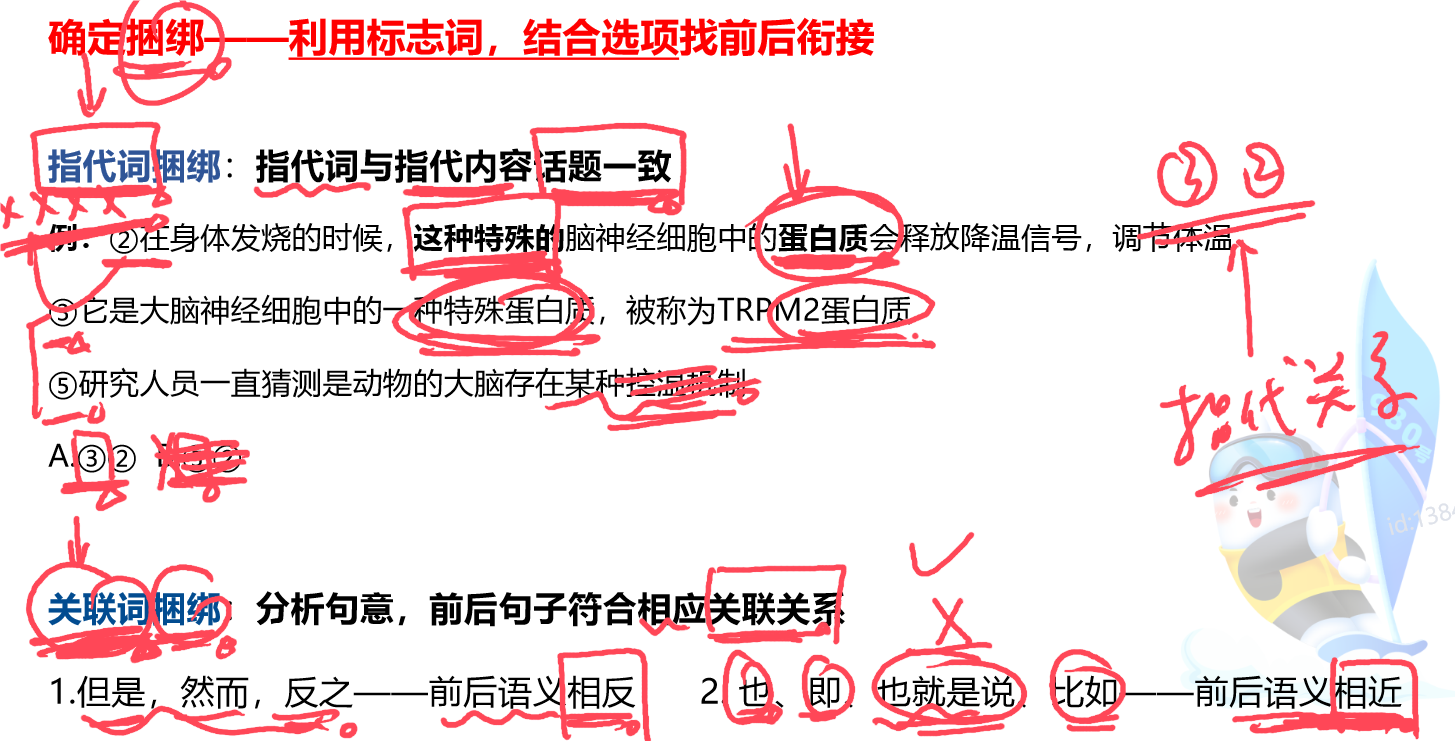 确定捆绑——利用标志词，结合选项找前后衔接
指代词捆绑：指代词与指代内容话题一致
③ ②
例：②在身体发烧的时候，这种特殊的脑神经细胞中的蛋白质会释放降温信号，调节体温
③它是大脑神经细胞中的一种特殊蛋白质，被称为TRPM2蛋白质
⑤研究人员一直猜测是动物的大脑存在某种控温机制
指代关系
A.③②
980号
id:1384
关联词捆绑：分析句意，前后句子符合相应关联关系
1.但是，然而，反之——前后语义相反 2. 也、即、也就是说、比如——前后语义相近